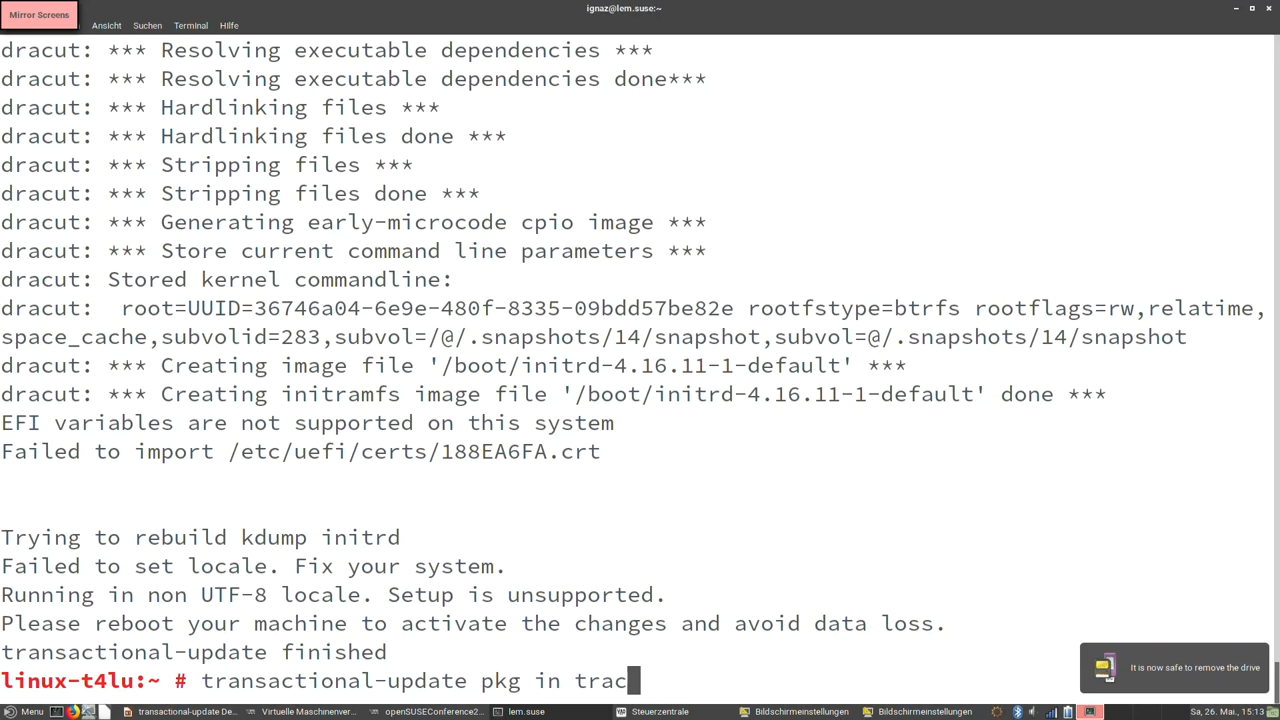 Mirror Screens
ignaz@lem.suse:~
Ansicht Suchen Terminal Hilfe
dracut: *** Resolving executable dependencies ***
dracut: *** Resolving executable dependencies done***
dracut: *** Hardlinking files ***
dracut: *** Hardlinking files done ***
dracut: *** Stripping files ***
dracut: *** Stripping files done ***
dracut: *** Generating early-microcode cpio image ***
dracut: *** Store current command line parameters ***
dracut: Stored kernel commandline:
dracut:  root=UUID=36746a04-6e9e-480f-8335-09bdd57be82e rootfstype=btrfs rootflags=rw,relatime,
space_cache,subvolid=283,subvol=/@/.snapshots/14/snapshot,subvol=@/.snapshots/14/snapshot
dracut: *** Creating image file '/boot/initrd-4.16.11-1-default' ***
dracut: *** Creating initramfs image file '/boot/initrd-4.16.11-1-default' done ***
EFI variables are not supported on this system
Failed to import /etc/uefi/certs/188EA6FA.crt
Trying to rebuild kdump initrd
Failed to set locale. Fix your system.
Running in non UTF-8 locale. Setup is unsupported.
Please reboot your machine to activate the changes and avoid data loss.
transactional-update finished
It is now safe to remove the drive
linux-t4lu:~ # transactional-update pkg in trac
Menu transactional-update De... Virtuelle Maschinenver... openSUSEConference2... lem.suse Steuerzentrale Bildschirmeinstellungen Bildschirmeinstellungen Sa, 26. Mai, 15:13